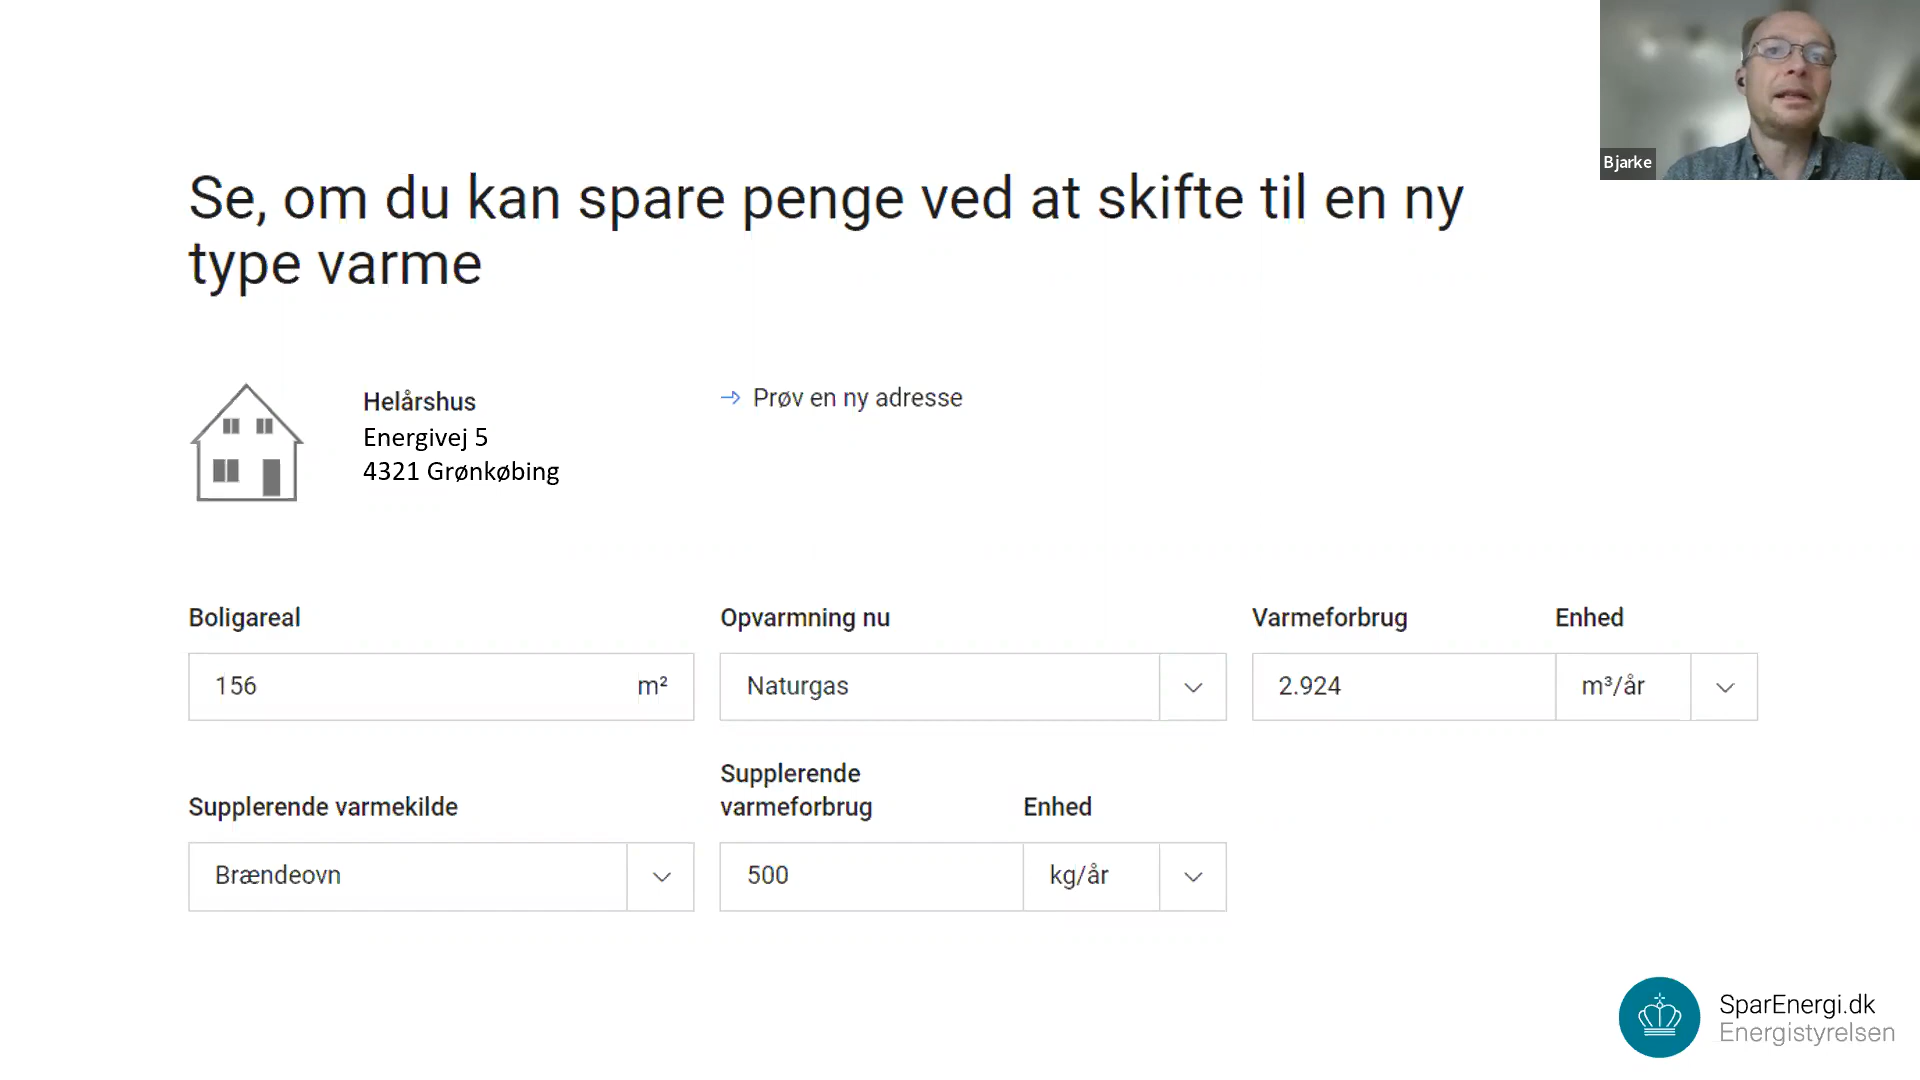 Bjarke
Se, om du kan spare penge ved at skifte til en ny
type varme
Helårshus
Energivej 5
4321 Grønkøbing
Prøv en ny adresse
Boligareal
156 m²
Opvarmning nu
Naturgas
Varmeforbrug
2.924
Enhed
m³/år
Supplerende varmekilde
Brændeovn
Supplerende
varmeforbrug
500
Enhed
kg/år
SparEnergi.dk
Energistyrelsen